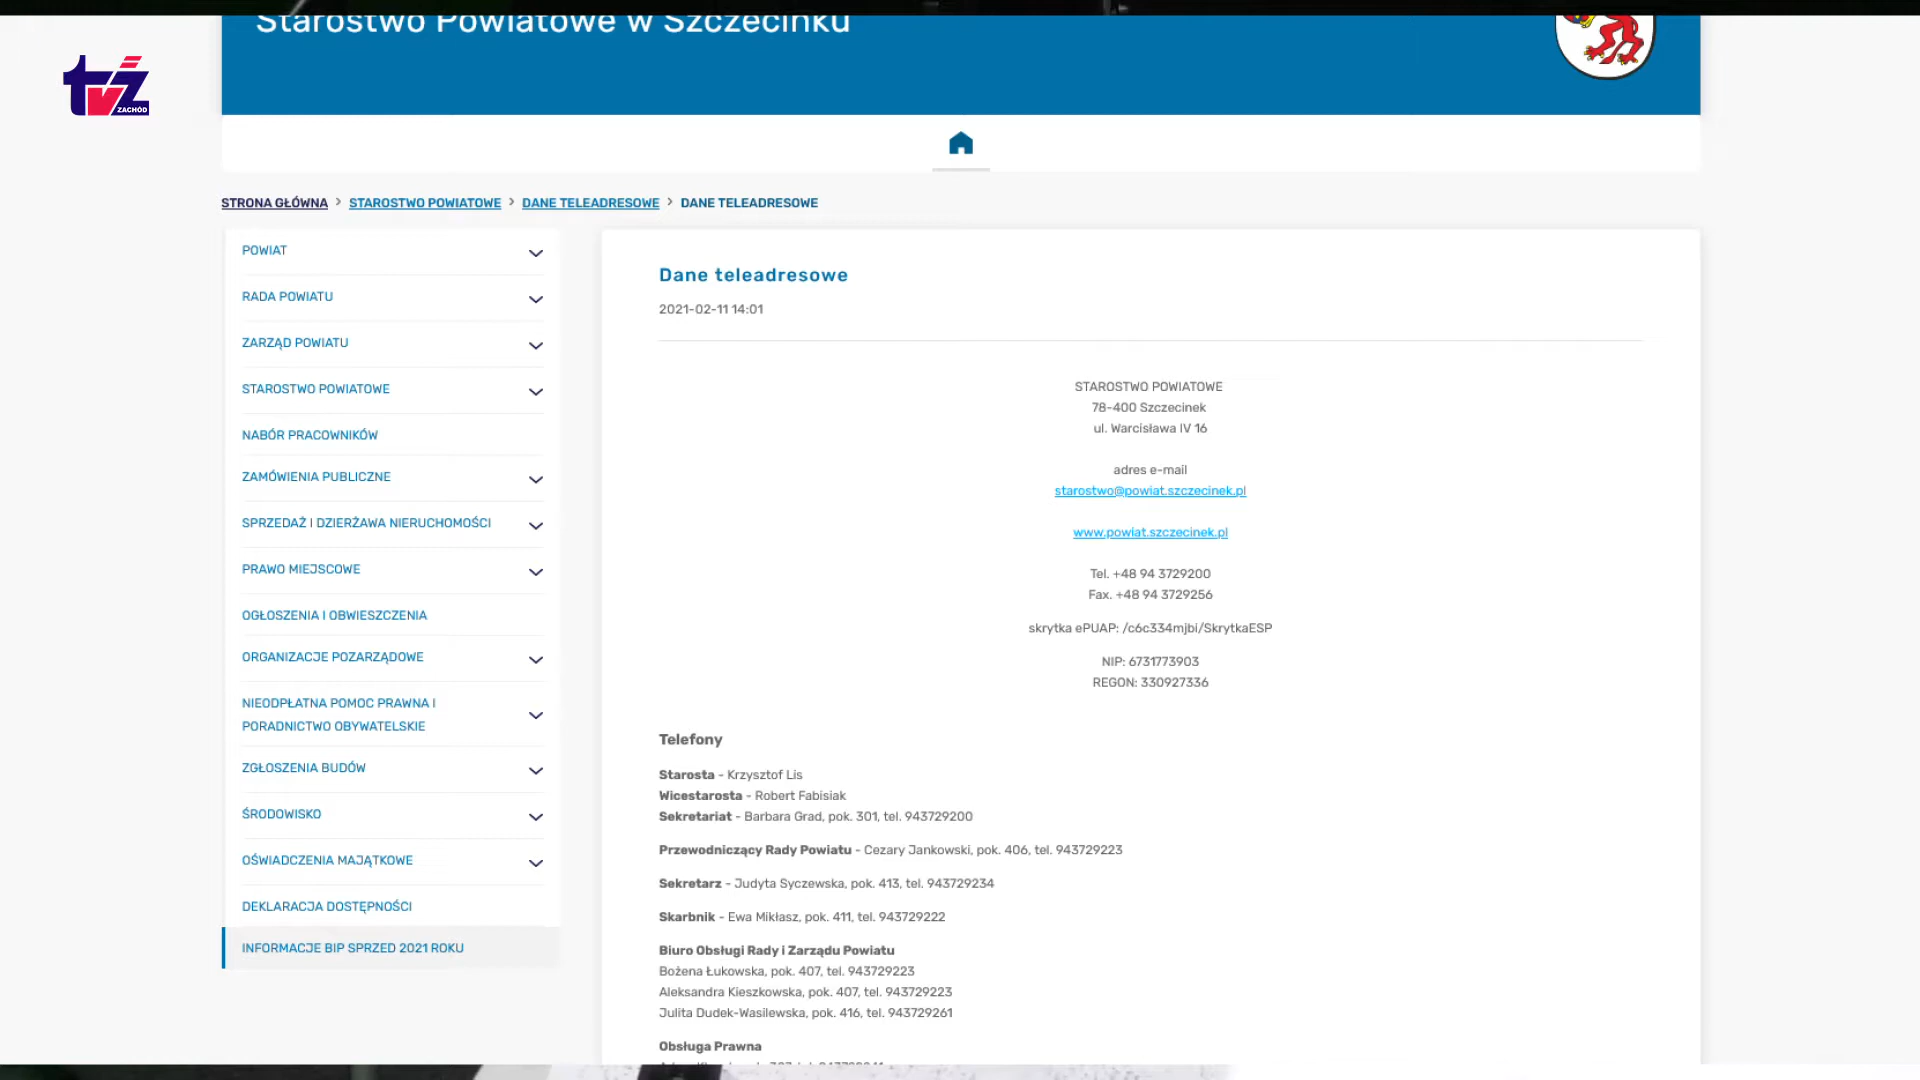 Starostwo Powiatowe w Szczecinku
tvz
ZACHÓD
STRONA GŁÓWNA > STAROSTWO POWIATOWE > DANE TELEADRESOWE > DANE TELEADRESOWE
POWIAT
RADA POWIATU
ZARZĄD POWIATU
STAROSTWO POWIATOWE
NABÓR PRACOWNIKÓW
ZAMÓWIENIA PUBLICZNE
SPRZEDAŻ I DZIERŻAWA NIERUCHOMOŚCI
PRAWO MIEJSCOWE
OGŁOSZENIA I OBWIESZCZENIA
ORGANIZACJE POZARZĄDOWE
NIEODPŁATNA POMOC PRAWNA I
PORADNICTWO OBYWATELSKIE
ZGŁOSZENIA BUDÓW
ŚRODOWISKO
OŚWIADCZENIA MAJĄTKOWE
DEKLARACJA DOSTĘPNOŚCI
INFORMACJE BIP SPRZED 2021 ROKU
Dane teleadresowe
2021-02-11 14:01
STAROSTWO POWIATOWE
78-400 Szczecinek
ul. Warcisława IV 16
adres e-mail
starostwo@powiat.szczecinek.pl
www.powiat.szczecinek.pl
Tel. +48 94 3729200
Fax. +48 94 3729256
skrytka ePUAP: /c6c334mjbi/SkrytkaESP
NIP: 6731773903
REGON: 330927336
Telefony
Starosta - Krzysztof Lis
Wicestarosta - Robert Fabisiak
Sekretariat - Barbara Grad, pok. 301, tel. 943729200
Przewodniczący Rady Powiatu - Cezary Jankowski, pok. 406, tel. 943729223
Sekretarz - Judyta Syczewska, pok. 413, tel. 943729234
Skarbnik - Ewa Mikłasz, pok. 411, tel. 943729222
Biuro Obsługi Rady i Zarządu Powiatu
Bożena Łukowska, pok. 407, tel. 943729223
Aleksandra Kieszkowska, pok. 407, tel. 943729223
Julita Dudek-Wasilewska, pok. 416, tel. 943729261
Obsługa Prawna